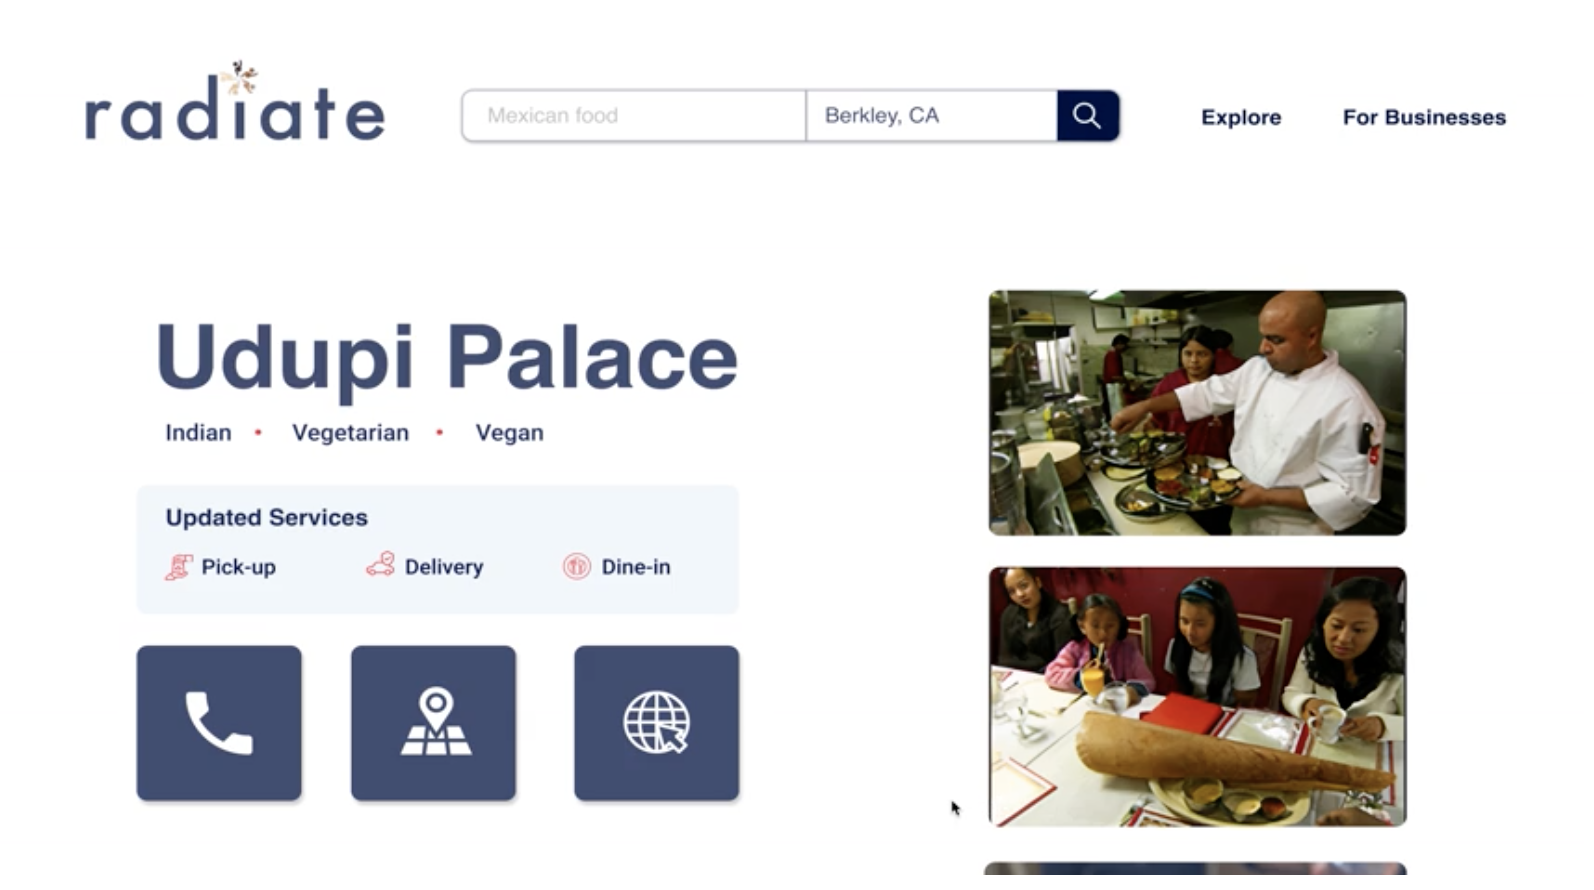 radiate
Mexican food
Berkley, CA
Explore
For Businesses
Udupi Palace
Indian • Vegetarian • Vegan
Updated Services
Pick-up
Delivery
Dine-in